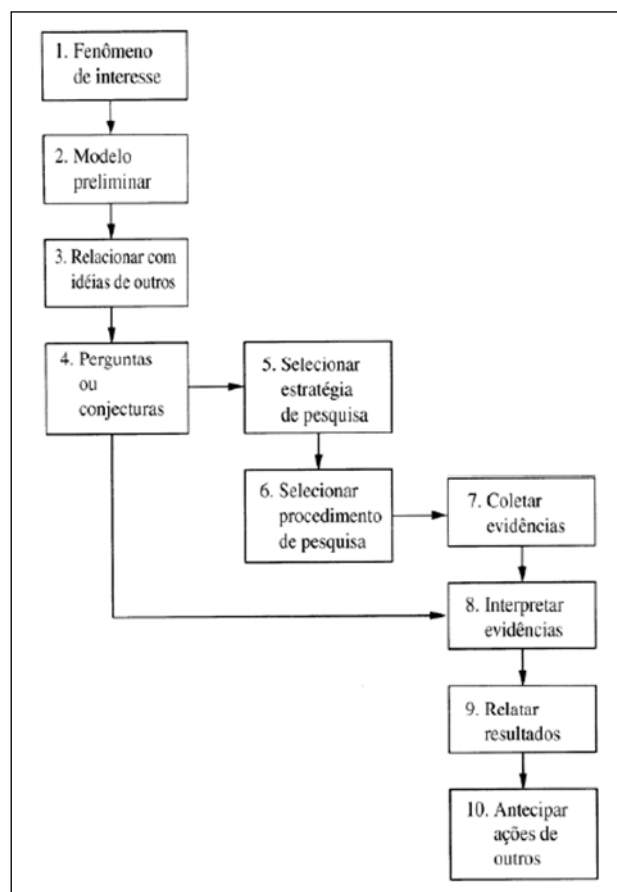 1. Fenômeno
de interesse
2. Modelo
preliminar
3. Relacionar com
idéias de outros
4. Perguntas
ou
conjecturas
5. Selecionar
estratégia
de pesquisa
6. Selecionar
procedimento
de pesquisa
7. Coletar
evidências
8. Interpretar
evidências
9. Relatar
resultados
10. Antecipar
ações de
outros